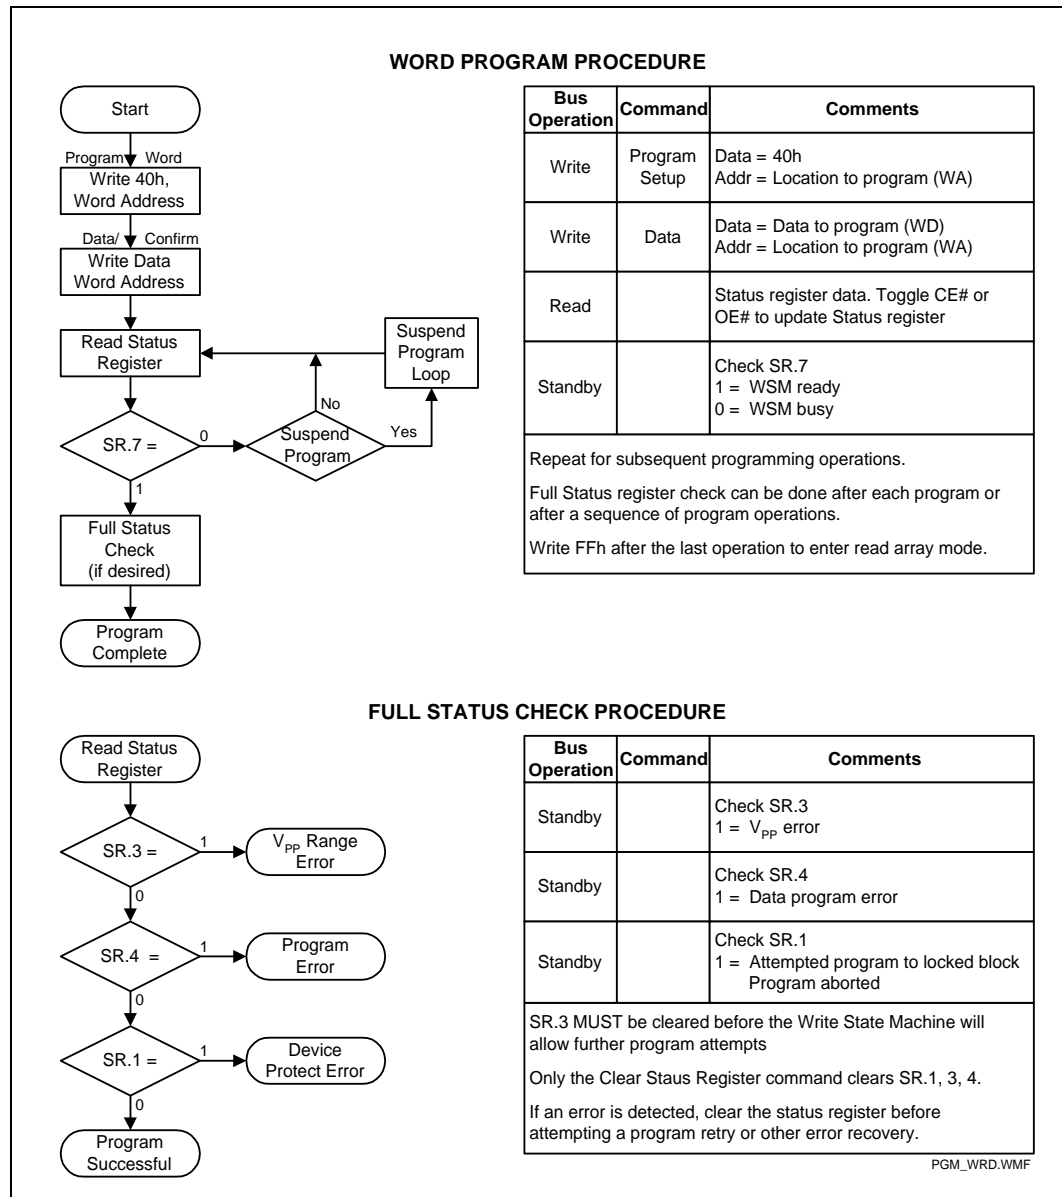 WORD PROGRAM PROCEDURE
Start
Program Word
Write 40h,
Word Address
Data/ Confirm
Write Data
Word Address
Read Status
Register
Suspend
Program
Loop
No
SR.7 =
0
Suspend
Program
Yes
1
Full Status
Check
(if desired)
Program
Complete
Bus
Operation
Command
Comments
Write
Program
Setup
Data = 40h
Addr = Location to program (WA)
Write
Data
Data = Data to program (WD)
Addr = Location to program (WA)
Read
Status register data. Toggle CE# or
OE# to update Status register
Standby
Check SR.7
1 = WSM ready
0 = WSM busy
Repeat for subsequent programming operations.
Full Status register check can be done after each program or
after a sequence of program operations.
Write FFh after the last operation to enter read array mode.
FULL STATUS CHECK PROCEDURE
Read Status
Register
SR.3 =
1
VPP Range
Error
0
SR.4 =
1
Program
Error
0
SR.1 =
1
Device
Protect Error
0
Program
Successful
Bus
Operation
Command
Comments
Standby
Check SR.3
1 = VPP error
Standby
Check SR.4
1 = Data program error
Standby
Check SR.1
1 = Attempted program to locked block
Program aborted
SR.3 MUST be cleared before the Write State Machine will
allow further program attempts
Only the Clear Staus Register command clears SR.1, 3, 4.
If an error is detected, clear the status register before
attempting a program retry or other error recovery.
PGM_WRD.WMF